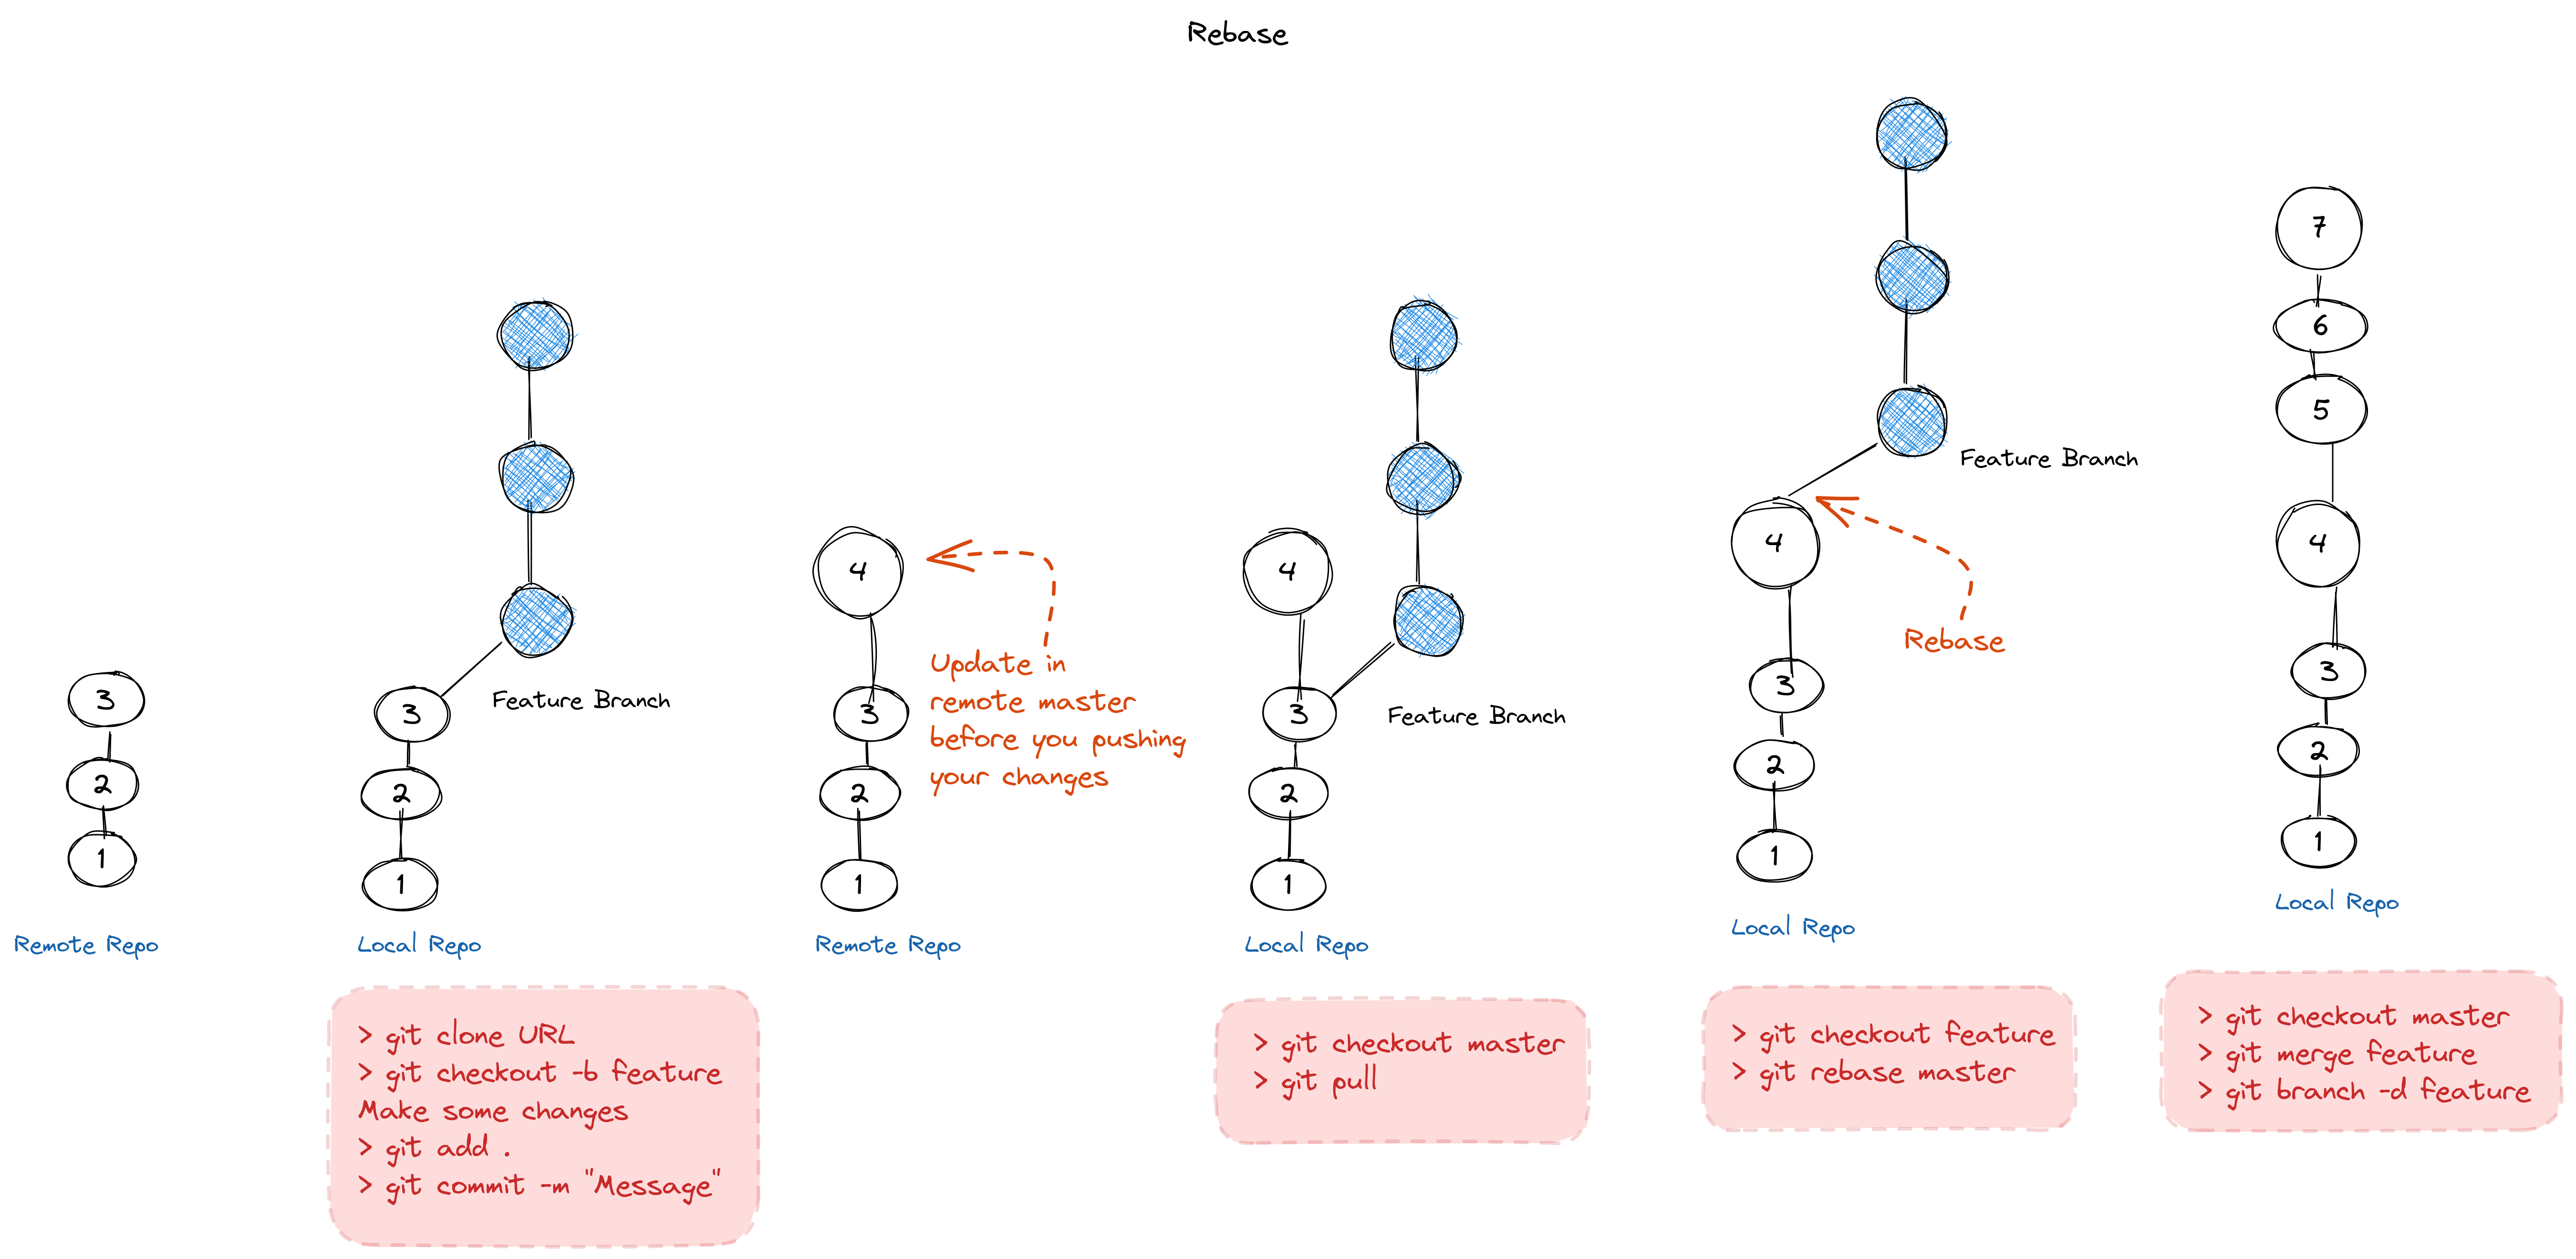 Rebase
3
2
1
Remote Repo
3
2
1
Feature Branch
Local Repo
> git clone URL
> git checkout -b feature
Make some changes
> git add .
> git commit -m "Message"
4
3
2
1
Update in
remote master
before you pushing
your changes
Remote Repo
4
3
2
1
Feature Branch
Local Repo
> git checkout master
> git pull
Feature Branch
4
3
2
1
Rebase
Local Repo
> git checkout feature
> git rebase master
7
6
5
4
3
2
1
Local Repo
> git checkout master
> git merge feature
> git branch -d feature